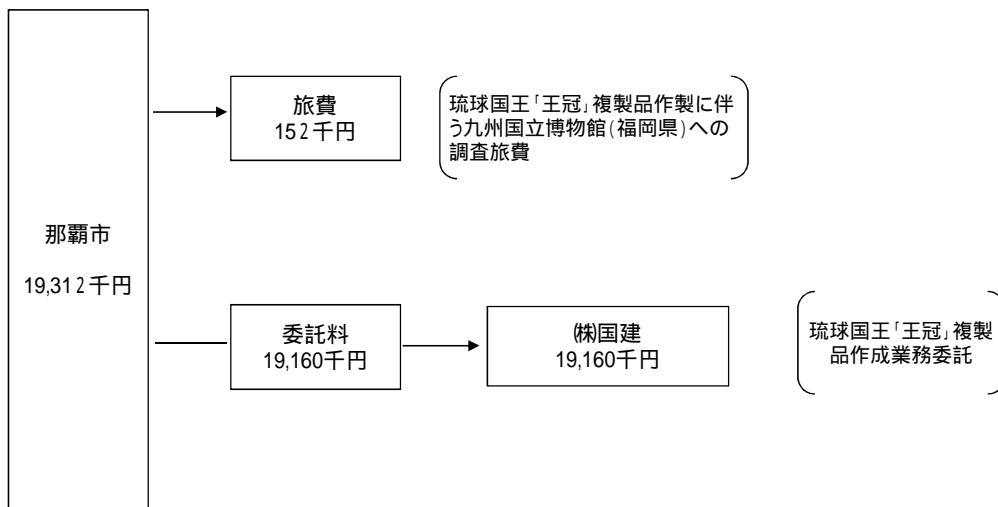 那覇市
19,312千円
旅費
152千円
琉球国王「王冠」複製品作製に伴
う九州国立博物館(福岡県)への
調査旅費
委託料
19,160千円
㈱国建
19,160千円
琉球国王「王冠」複製
品作成業務委託